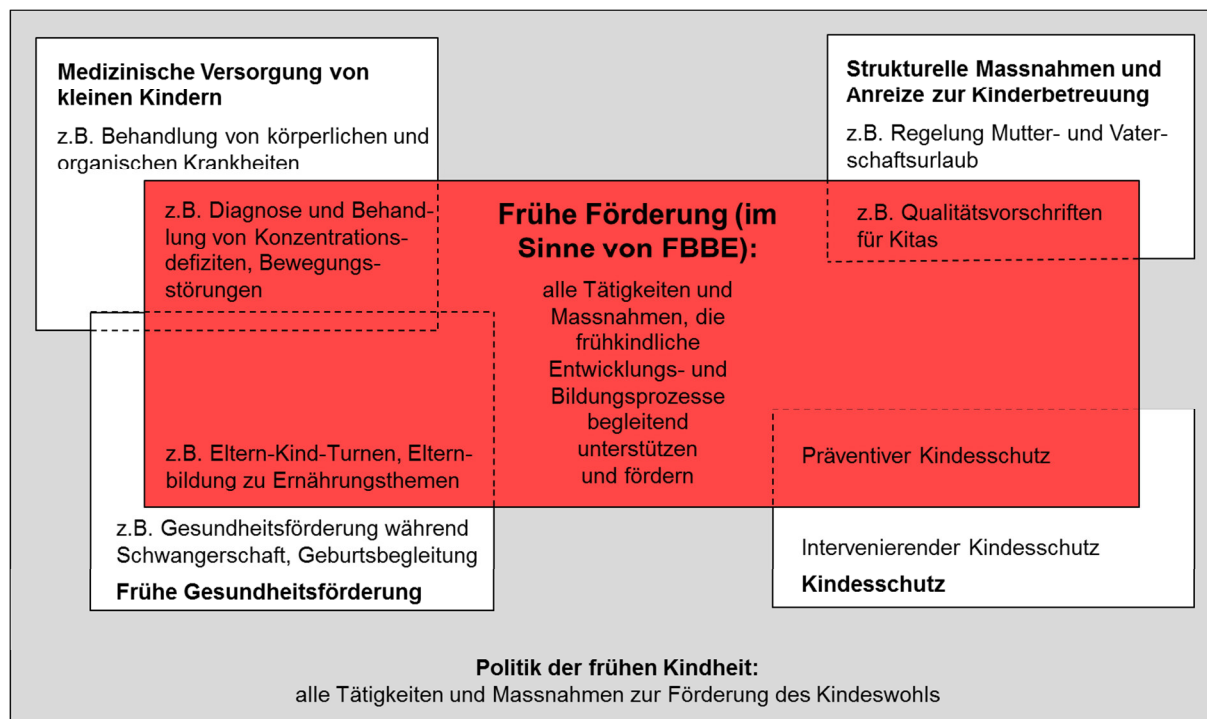 Medizinische Versorgung von
kleinen Kindern
z.B. Behandlung von körperlichen und
organischen Krankheiten
Strukturelle Massnahmen und
Anreize zur Kinderbetreuung
z.B. Regelung Mutter- und Vater-
schaftsurlaub
z.B. Diagnose und Behand-
lung von Konzentrations-
defiziten, Bewegungs-
störungen
Frühe Förderung (im
Sinne von FBBE):
alle Tätigkeiten und
Massnahmen, die
frühkindliche
Entwicklungs- und
Bildungsprozesse
begleitend
unterstützen
und fördern
z.B. Qualitätsvorschriften
für Kitas
z.B. Eltern-Kind-Turnen, Eltern-
bildung zu Ernährungsthemen
Präventiver Kindesschutz
z.B. Gesundheitsförderung während
Schwangerschaft, Geburtsbegleitung
Frühe Gesundheitsförderung
Intervenierender Kindesschutz
Kindesschutz
Politik der frühen Kindheit:
alle Tätigkeiten und Massnahmen zur Förderung des Kindeswohls